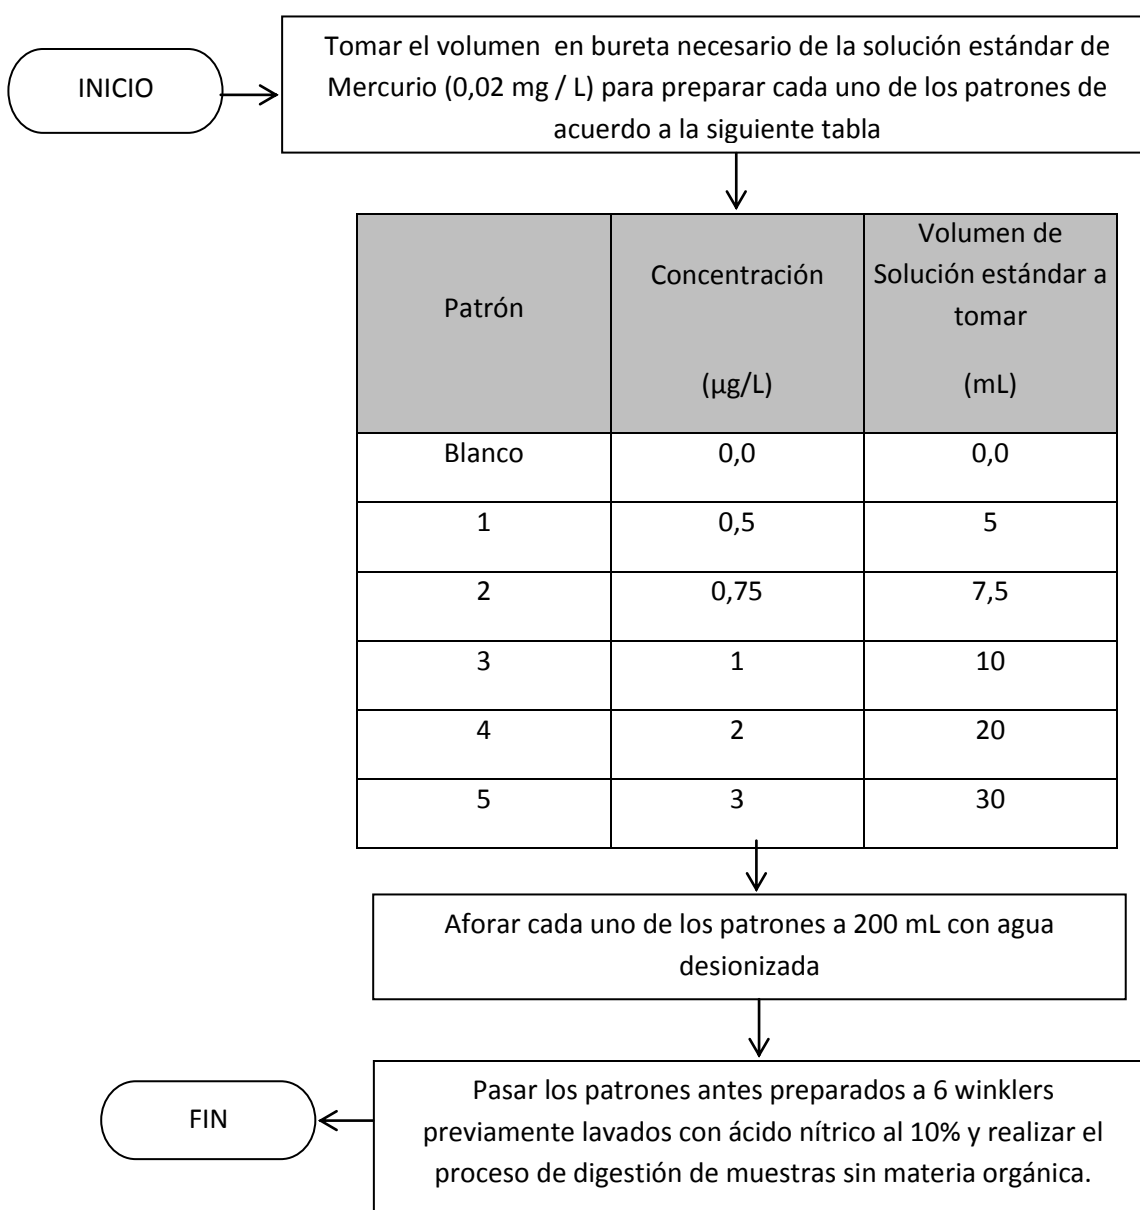 INICIO
Tomar el volumen en bureta necesario de la solución estándar de
Mercurio (0,02 mg / L) para preparar cada uno de los patrones de
acuerdo a la siguiente tabla
Patrón
Concentración
(µg/L)
Volumen de
Solución estándar a
tomar
(mL)
Blanco 0,0 0,0
1 0,5 5
2 0,75 7,5
3 1 10
4 2 20
5 3 30
Aforar cada uno de los patrones a 200 mL con agua
desionizada
Pasar los patrones antes preparados a 6 winklers
previamente lavados con ácido nítrico al 10% y realizar el
proceso de digestión de muestras sin materia orgánica.
FIN